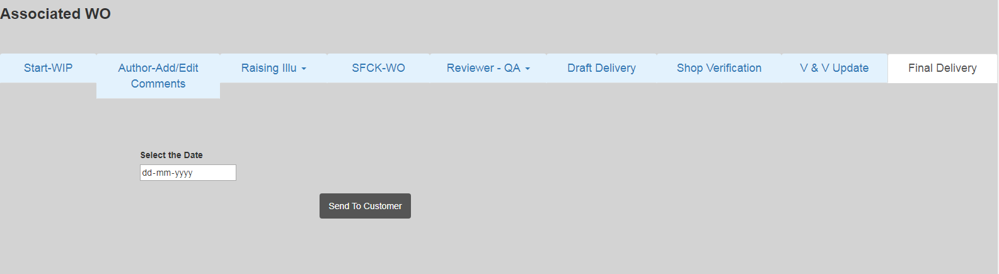 Associated WO
Start-WIP
Author-Add/Edit
Comments
Raising Illu
SFCK-WO
Reviewer - QA
Draft Delivery
Shop Verification
V & V Update
Final Delivery
Select the Date
dd-mm-yyyy
Send To Customer